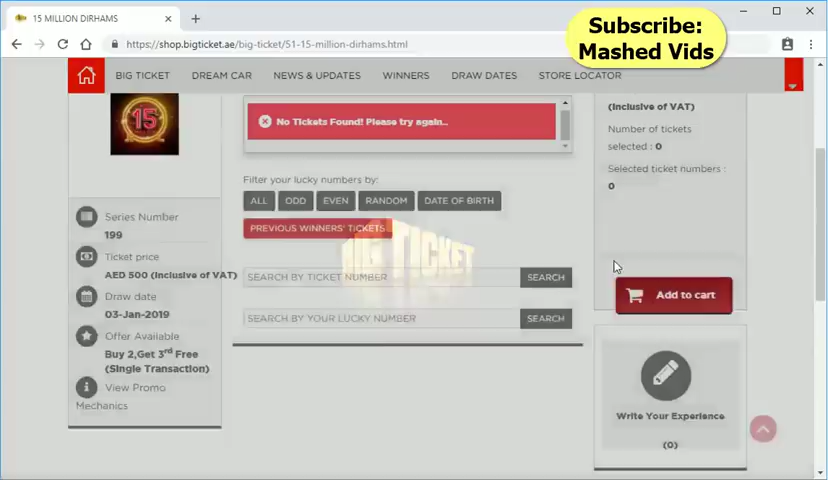 15 MILLION DIRHAMS
Subscribe:
Mashed Vids
https://shop.bigticket.ae/big-ticket/51-15-million-dirhams.html
BIG TICKET
DREAM CAR
NEWS & UPDATES
WINNERS
DRAW DATES
STORE LOCATOR
15
Series Number
199
Ticket price
AED 500 (Inclusive of VAT)
Draw date
03-Jan-2019
Offer Available
Buy 2,Get 3rd Free
(Single Transaction)
View Promo
Mechanics
No Tickets Found! Please try again..
Filter your lucky numbers by:
ALL
ODD
EVEN
RANDOM
DATE OF BIRTH
PREVIOUS WINNERS' TICKETS
BIG TICKET
SEARCH BY TICKET NUMBER
SEARCH
SEARCH BY YOUR LUCKY NUMBER
SEARCH
(Inclusive of VAT)
Number of tickets
selected : 0
Selected ticket numbers :
0
Add to cart
Write Your Experience
(0)